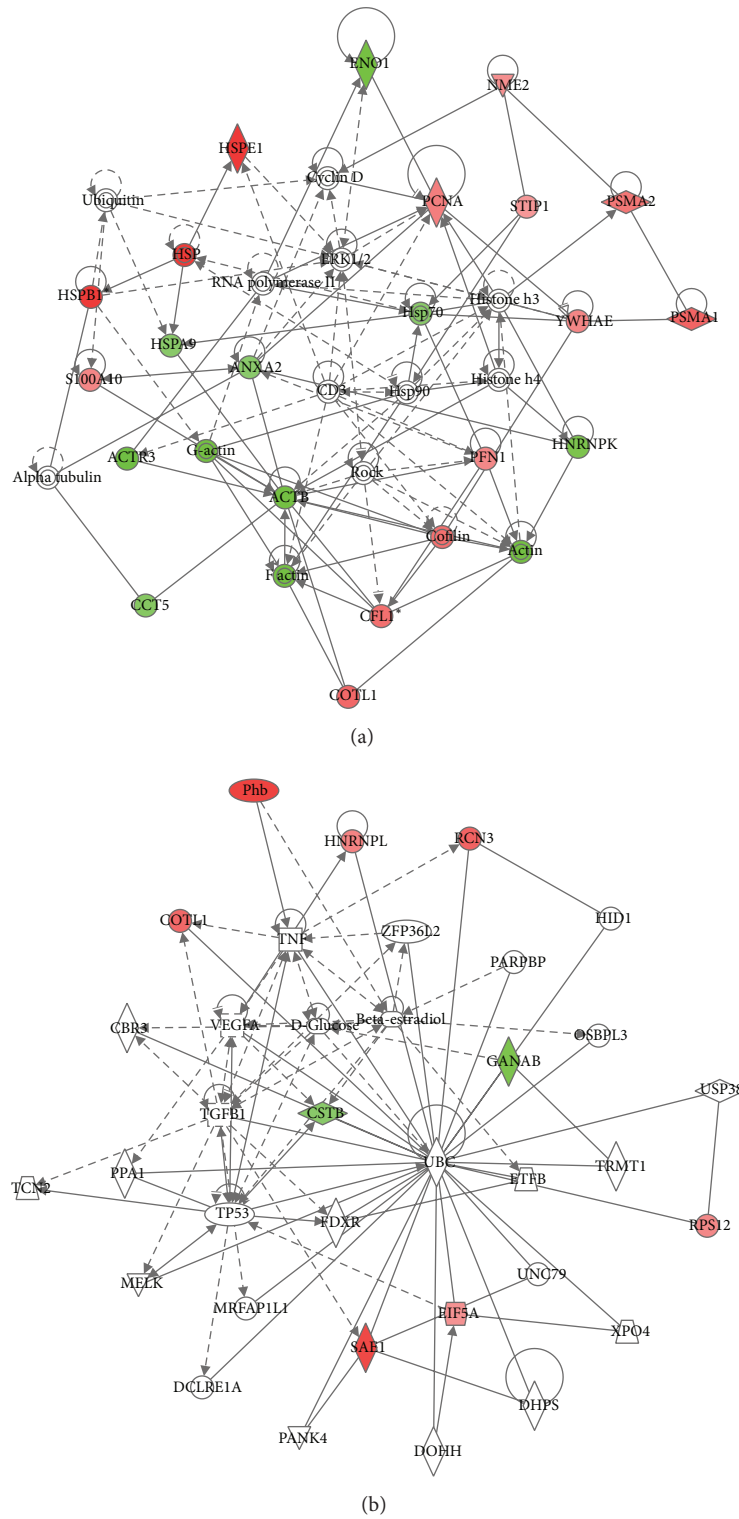 ENO1
NME2
HSPE1
Cyclin D
Ubiquitin
PCNA
STIP1
PSMA2
HSP
ERK1/2
RNA polymerase II
HSPB1
Histone h3
Hsp70
YWHAE
PSMA1
HSPA9
ANXA2
S100A10
CD3
Hsp90
Histone h4
ACTR3
G-actin
HNRNPK
PFN1
Rock
Alpha tubulin
ACTB
Cofilin
Actin
F actin
CCT5
CFL1*
COTL1
(a)
Phb
HNRNPL
RCN3
COTL1
HID1
TNF
ZFP36L2
PARPBP
CBR3
VEGFA
D-Glucose
Beta-estradiol
OSBPL3
GANAB
USP38
TGFB1
CSTB
UBC
TRMT1
TCN2
PPA1
ETFB
TP53
FDXR
RPS12
UNC79
MELK
MRFAP1L1
EIF5A
XPO4
SAE1
DCLRE1A
DHPS
PANK4
DOHH
(b)